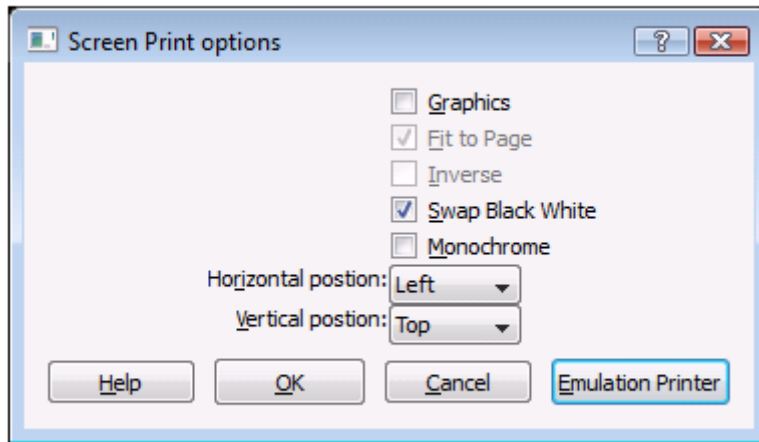 Screen Print options
Graphics
Fit to Page
Inverse
Swap Black White
Monochrome
Horizontal postion: Left
Vertical postion: Top
Help OK Cancel Emulation Printer